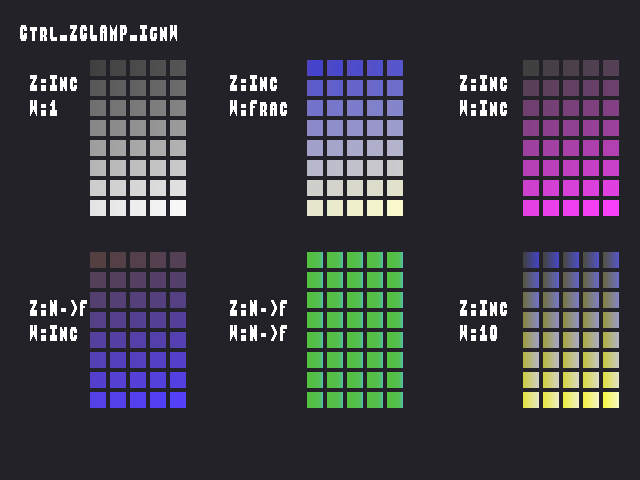 Ctrl_ZCLAMP_IgnW
Z:Inc
W:1
Z:Inc
W:frac
Z:Inc
W:Inc
Z:N->f
W:Inc
Z:N->f
W:N->f
Z:Inc
W:10